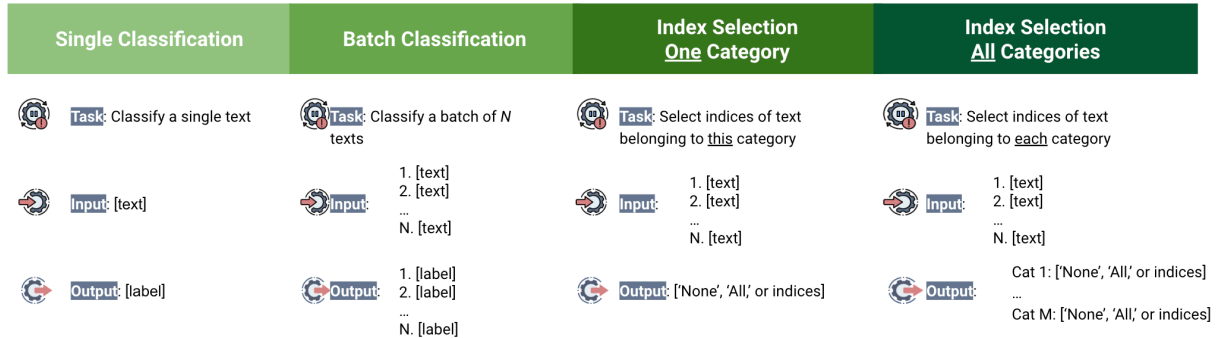 Single Classification
Task: Classify a single text
Input: [text]
Output: [label]
Batch Classification
Task: Classify a batch of N
texts
Input:
1. [text]
2. [text]
...
N. [text]
Output:
1. [label]
2. [label]
...
N. [label]
Index Selection
One Category
Task: Select indices of text
belonging to this category
Input:
1. [text]
2. [text]
...
N. [text]
Output: ['None', 'All,' or indices]
Index Selection
All Categories
Task: Select indices of text
belonging to each category
Input:
1. [text]
2. [text]
...
N. [text]
Output:
Cat 1: ['None', 'All,' or indices]
...
Cat M: ['None', 'All,' or indices]